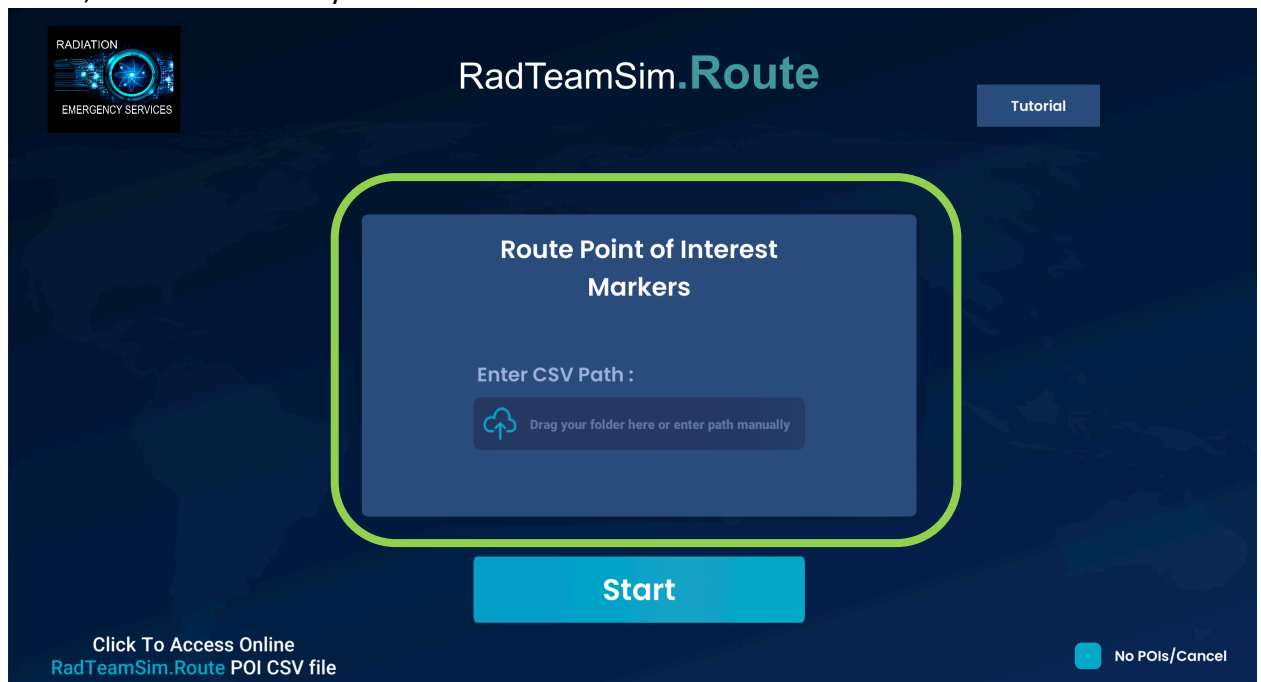 RADIATION
EMERGENCY SERVICES
RadTeamSim.Route
Tutorial
Route Point of Interest
Markers
Enter CSV Path :
Drag your folder here or enter path manually
Start
Click To Access Online
RadTeamSim.Route POI CSV file
No POIs/Cancel